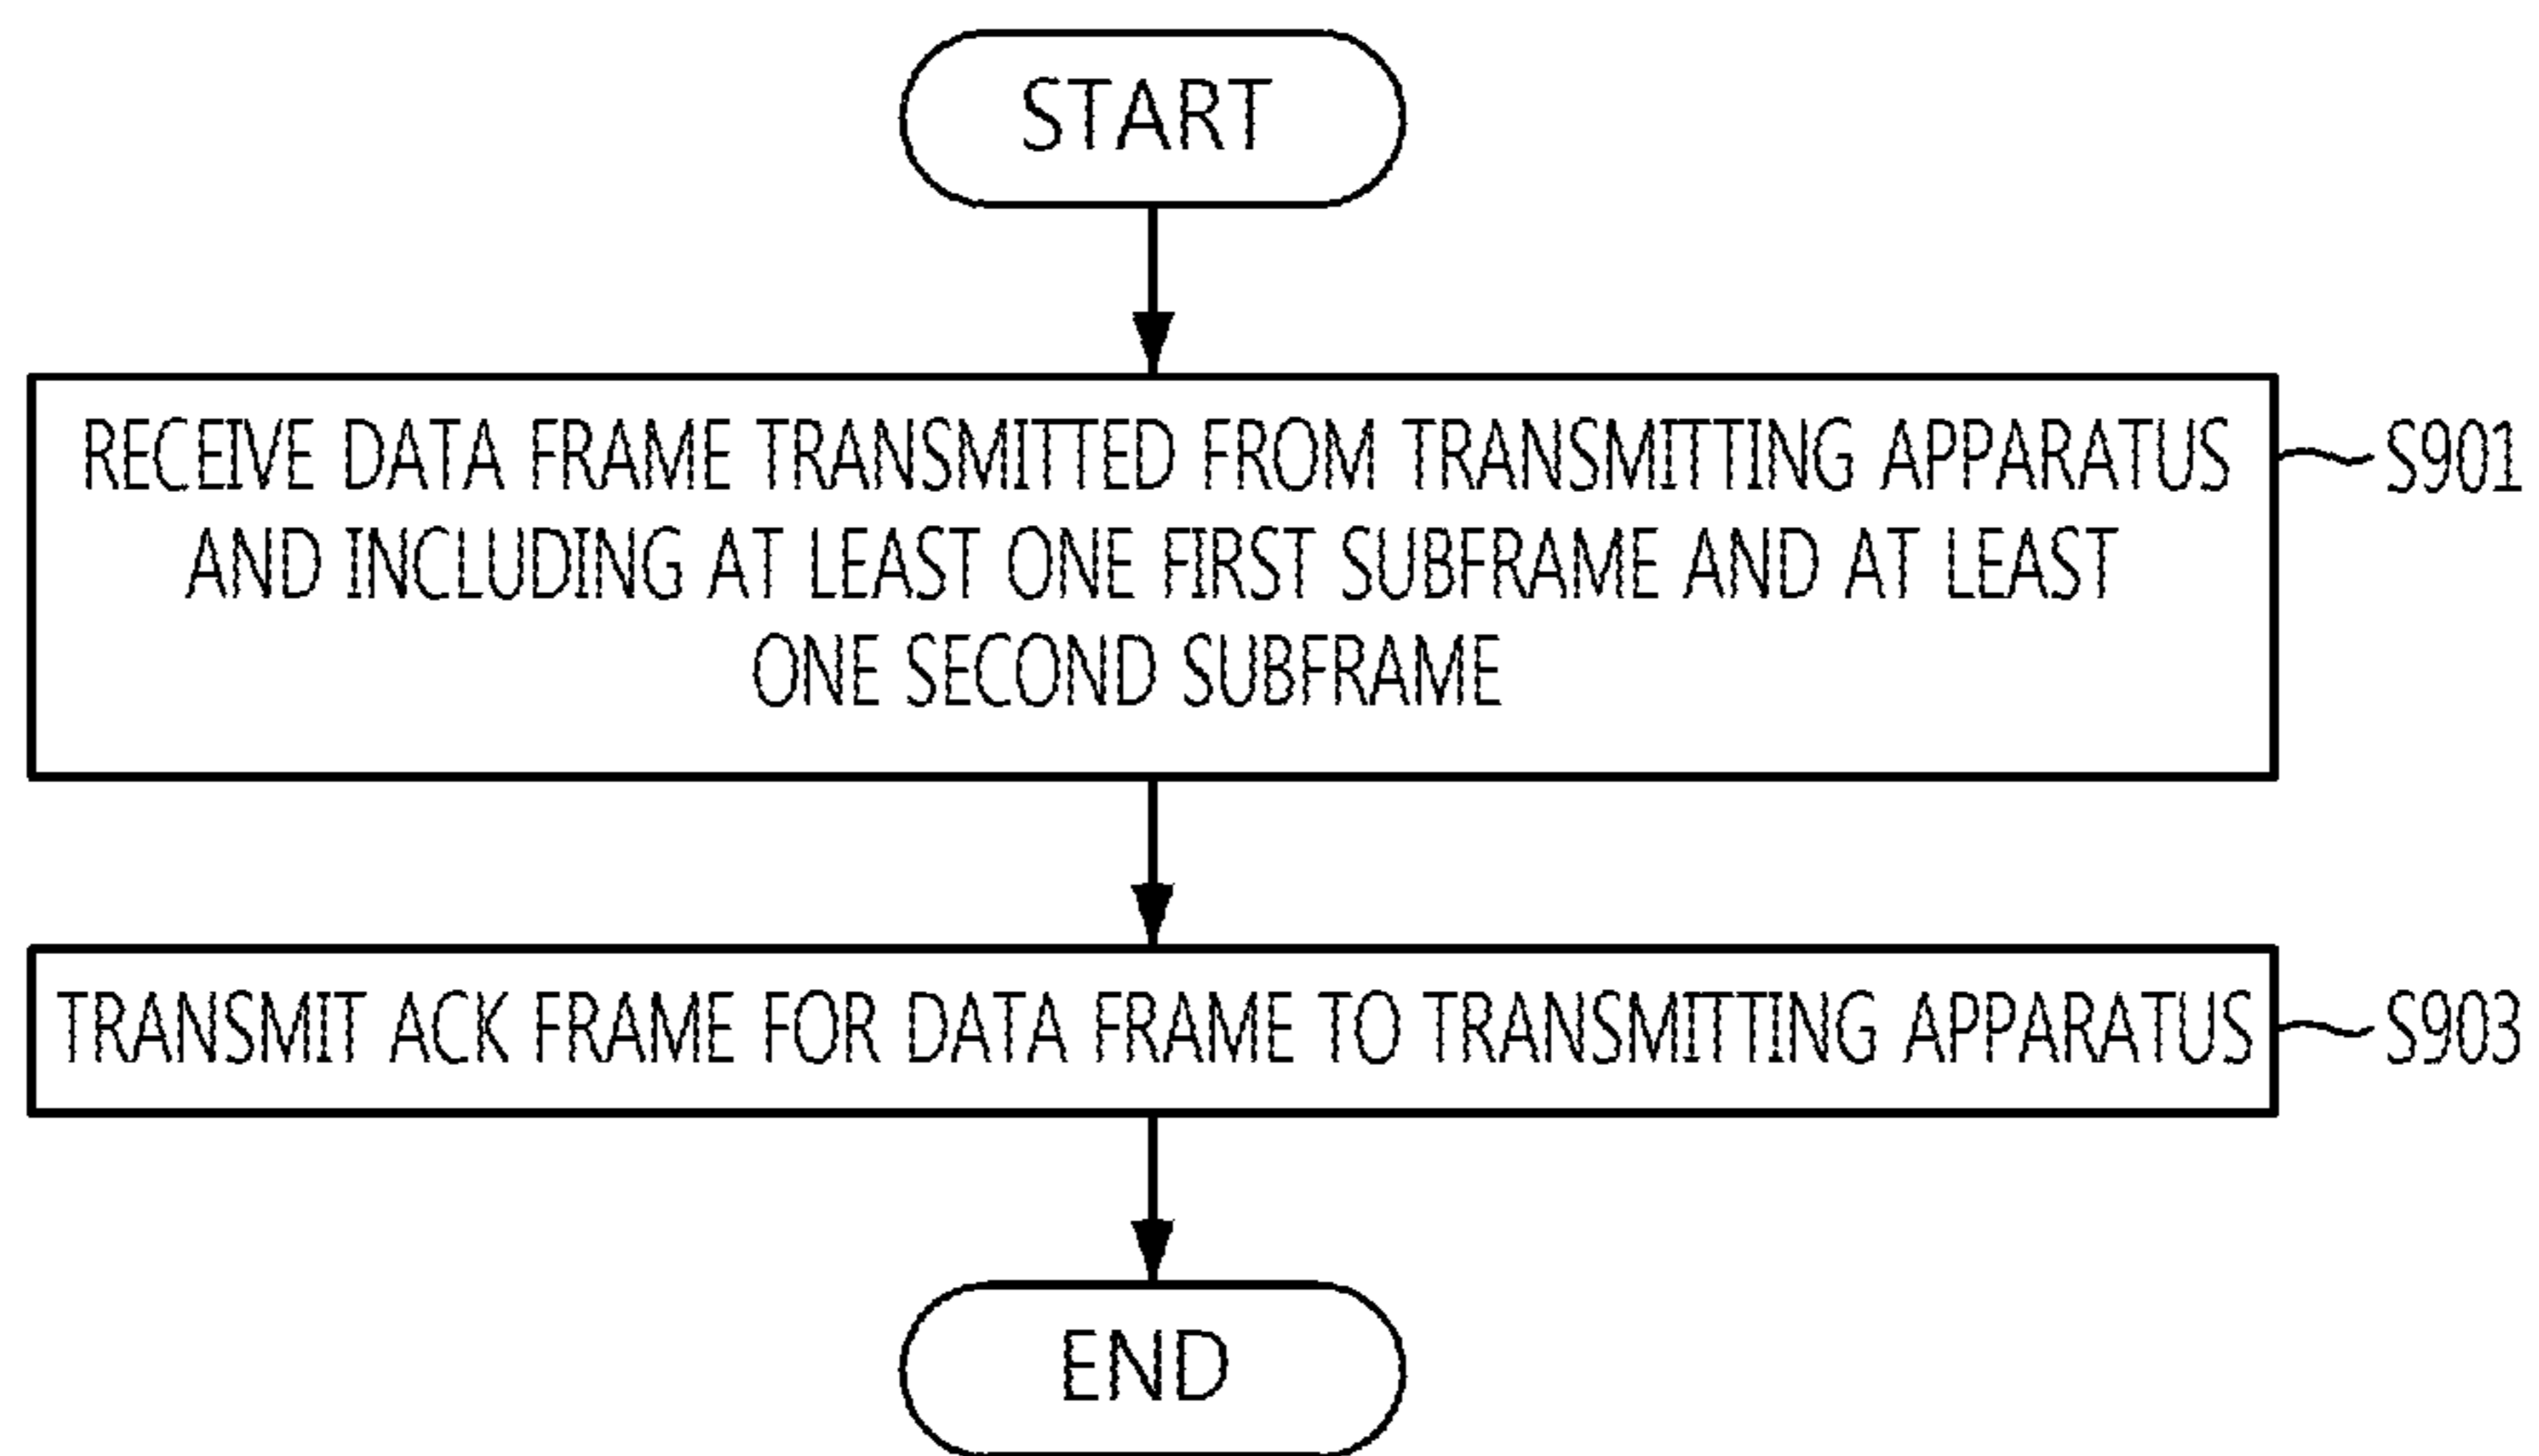 START
RECEIVE DATA FRAME TRANSMITTED FROM TRANSMITTING APPARATUS
AND INCLUDING AT LEAST ONE FIRST SUBFRAME AND AT LEAST
ONE SECOND SUBFRAME
S901
TRANSMIT ACK FRAME FOR DATA FRAME TO TRANSMITTING APPARATUS
S903
END